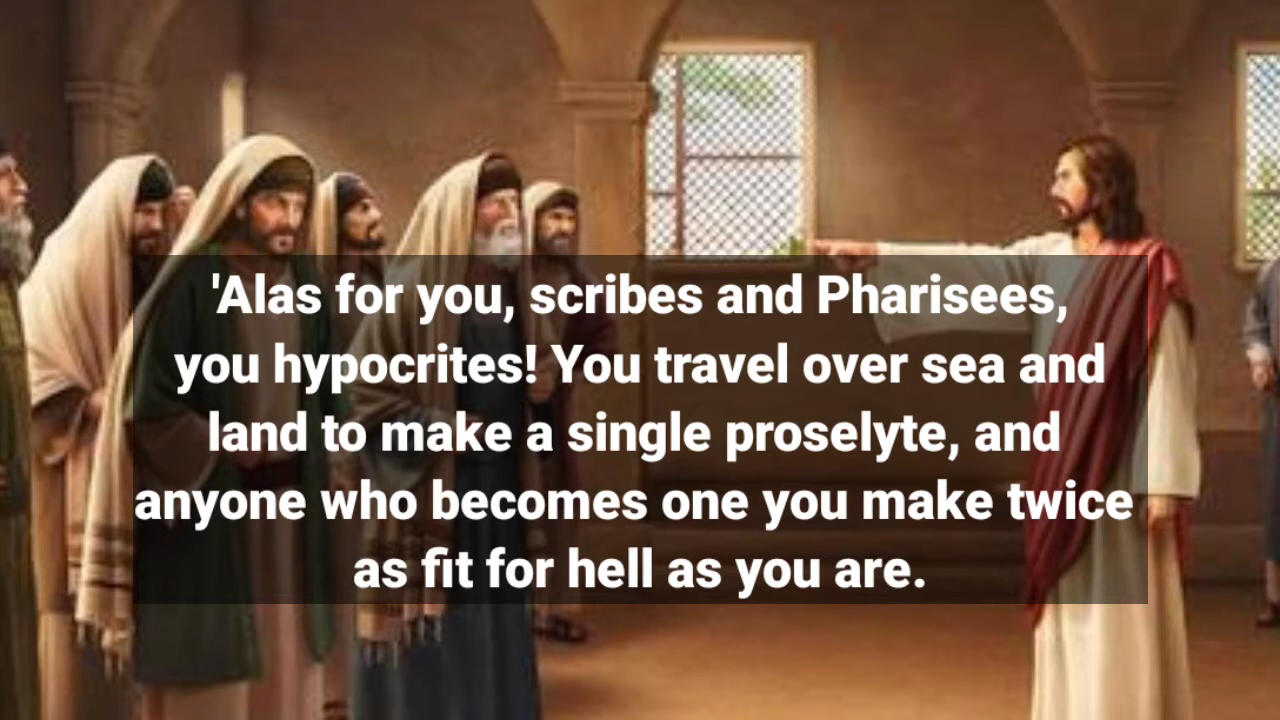 'Alas for you, scribes and Pharisees,
you hypocrites! You travel over sea and
land to make a single proselyte, and
anyone who becomes one you make twice
as fit for hell as you are.